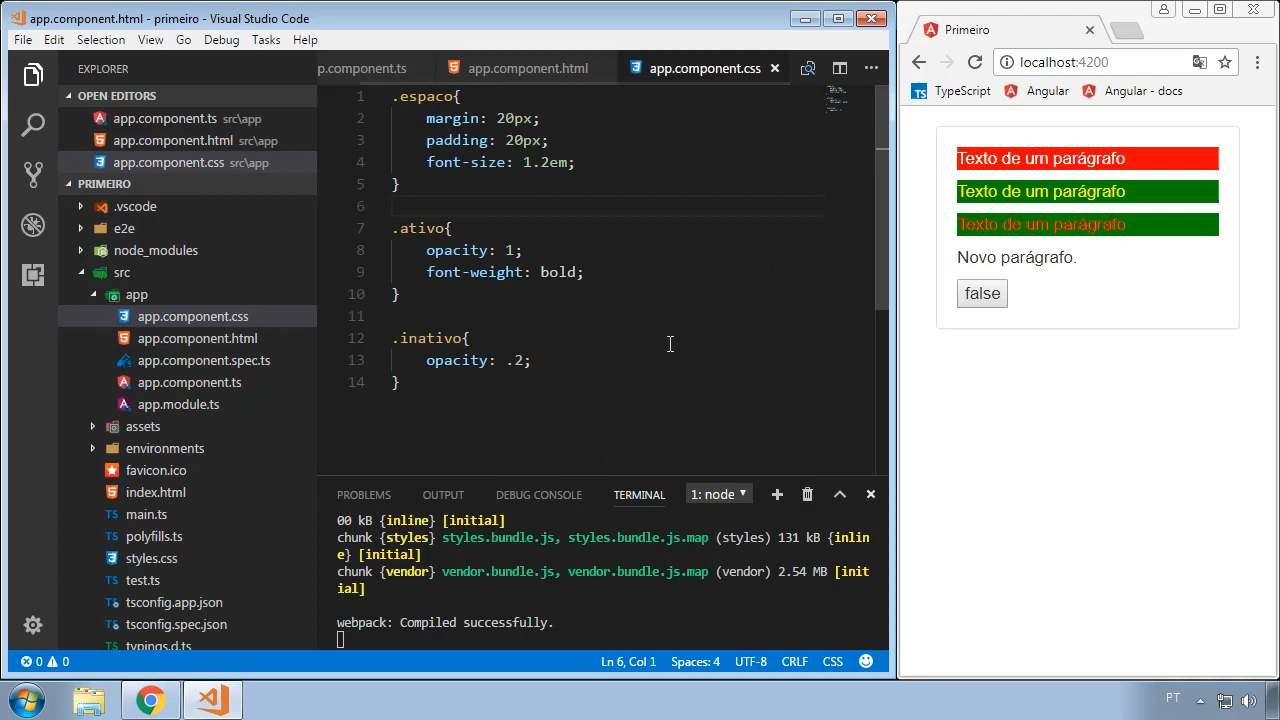 app.component.html - primeiro - Visual Studio Code
File Edit Selection View Go Debug Tasks Help
EXPLORER
OPEN EDITORS
app.component.ts src\app
app.component.html src\app
app.component.css src\app
PRIMEIRO
.vscode
e2e
node_modules
src
app
app.component.css
app.component.html
app.component.spec.ts
app.component.ts
app.module.ts
assets
environments
favicon.ico
index.html
TS main.ts
TS polyfills.ts
styles.css
TS test.ts
TS tsconfig.app.json
TS tsconfig.spec.json
TS typings.d.ts
p.component.ts app.component.html app.component.css
1 .espaco{
2 margin: 20px;
3 padding: 20px;
4 font-size: 1.2em;
5 }
6
7 .ativo{
8 opacity: 1;
9 font-weight: bold;
10 }
11
12 .inativo{
13 opacity: .2;
14 }
PROBLEMS OUTPUT DEBUG CONSOLE TERMINAL 1: node
00 kB {inline} [initial]
chunk {styles} styles.bundle.js, styles.bundle.js.map (styles) 131 kB {inlin
e} [initial]
chunk {vendor} vendor.bundle.js, vendor.bundle.js.map (vendor) 2.54 MB [init
ial]
webpack: Compiled successfully.
0 0 Ln 6, Col 1 Spaces: 4 UTF-8 CRLF CSS
Primeiro
localhost:4200
TS TypeScript Angular Angular - docs
Texto de um parágrafo
Texto de um parágrafo
Texto de um parágrafo
Novo parágrafo.
false
PT